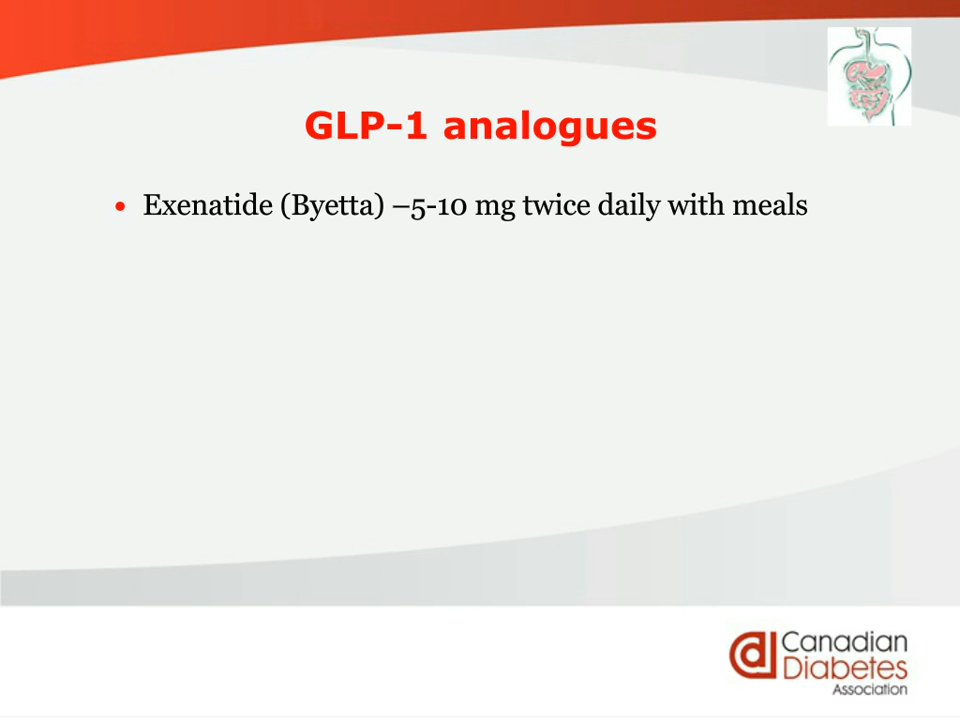 GLP-1 analogues
• Exenatide (Byetta) –5-10 mg twice daily with meals
Canadian
Diabetes
Association